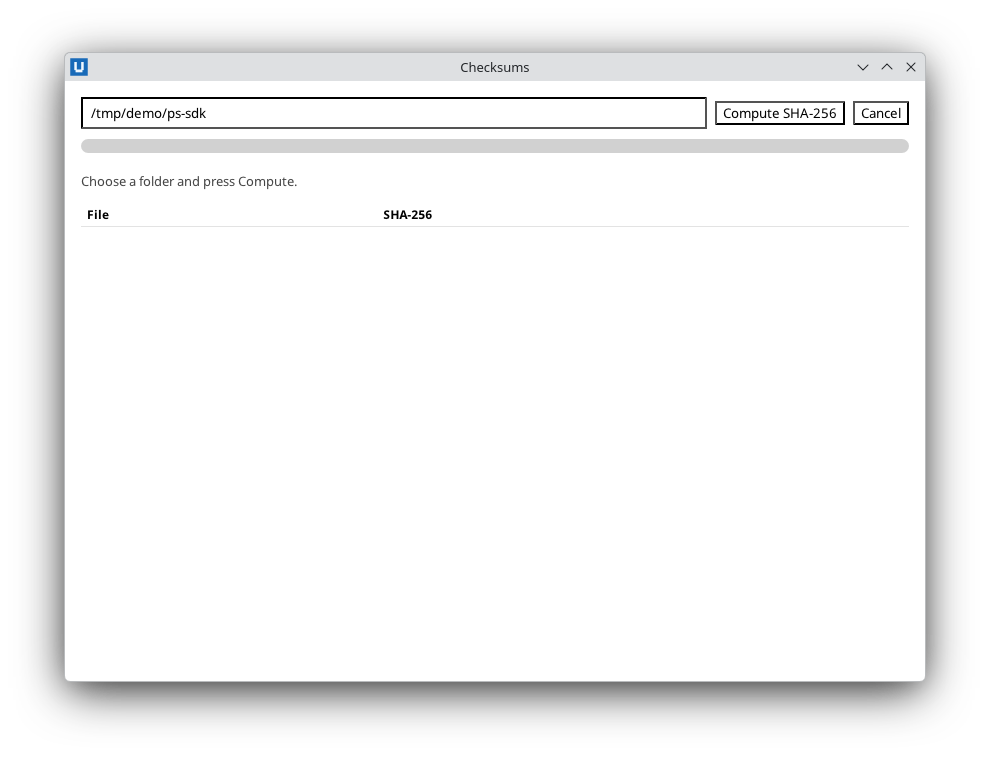 Checksums
/tmp/demo/ps-sdk Compute SHA-256 Cancel
Choose a folder and press Compute.
File SHA-256